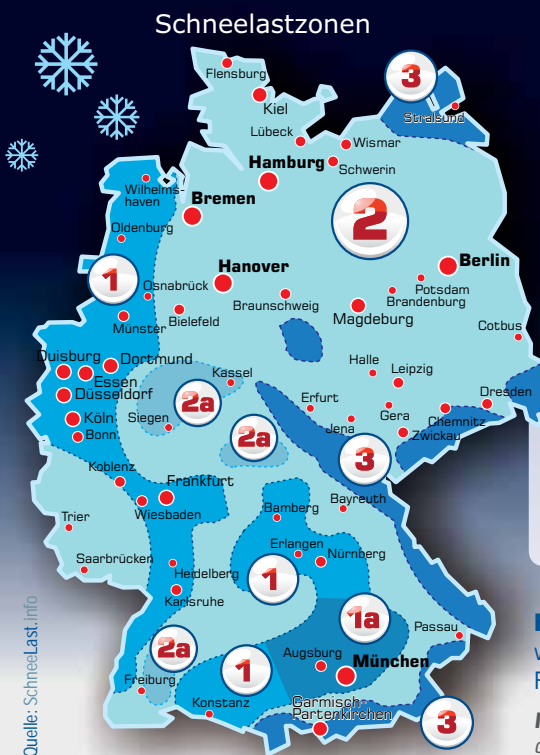 Schneelastzonen
Flensburg
3
Kiel
Stralsund
Lübeck
Wismar
Hamburg
Schwerin
Wilhelms-
haven
Bremen
2
Oldenburg
Hanover
Berlin
1
Osnabrück
Potsdam
Braunschweig
Brandenburg
Münster
Bielefeld
Magdeburg
Cotbus
Duisburg
Dortmund
Kassel
Halle
Leipzig
Essen
Düsseldorf
2a
Erfurt
Dresden
Köln
Siegen
Gera
Chemnitz
Bonn
2a
Jena
Zwickau
Koblenz
3
Frankfurt
Wiesbaden
Bamberg
Bayreuth
Trier
Erlangen
Nürnberg
Saarbrücken
Heidelberg
1
Karlsruhe
1a
Passau
2a
Augsburg
München
Freiburg
1
Konstanz
Garmisch-
Partenkirchen
3
Quelle: SchneeLast.info